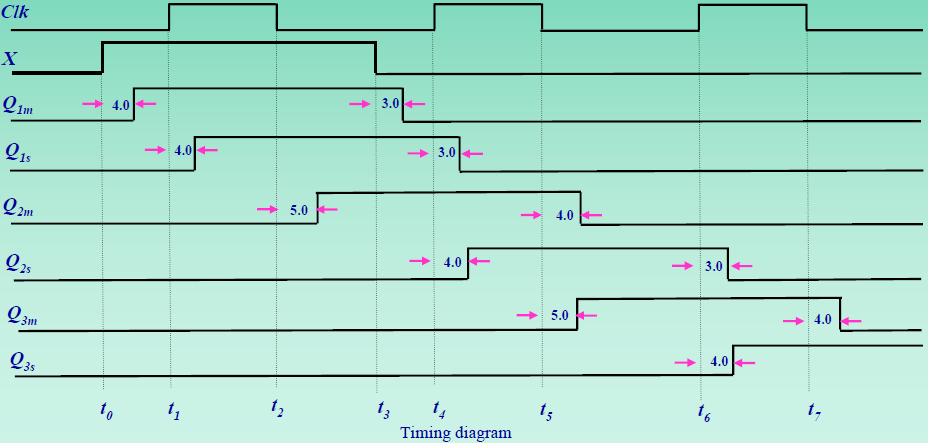 Clk
X
Q1m 4.0 3.0
Q1s 4.0 3.0
Q2m 5.0 4.0
Q2s 4.0 3.0
Q3m 5.0 4.0
Q3s 4.0
t0 t1 t2 t3 t4 t5 t6 t7
Timing diagram